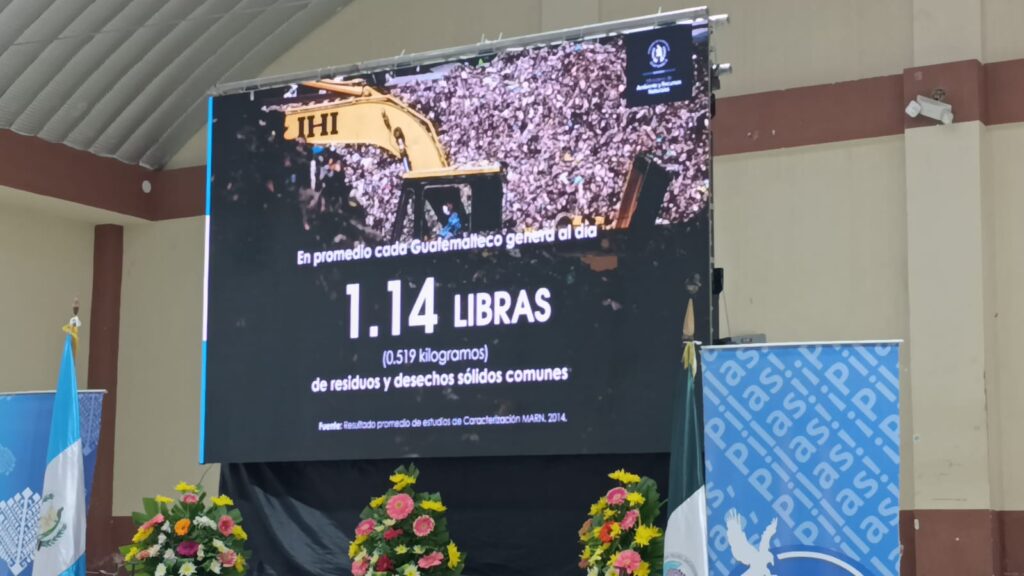 IHI
En promedio cada Guatemalteco genera al día
1.14 LIBRAS
(0.519 kilogramos)
de residuos y desechos sólidos comunes
Fuente: Resultado promedio de estudios de Caracterización MARN, 2014.
¡Pilas!